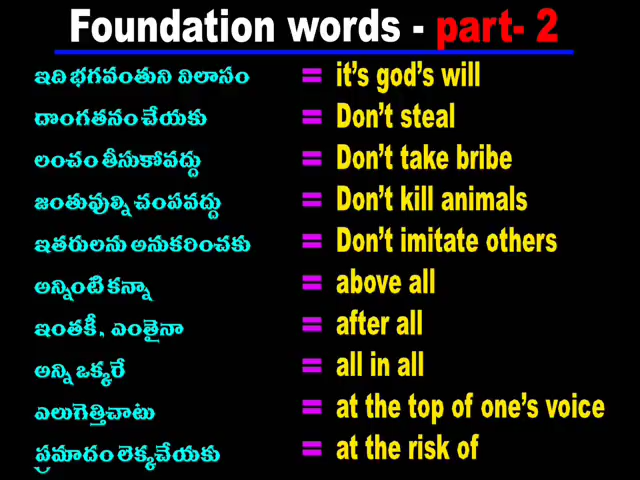 Foundation words - part- 2
ఇది భగవంతుని విలాసం = it's god's will
దొంగతనం చేయకు = Don't steal
లంచం తీసుకోవద్దు = Don't take bribe
జంతువుల్ని చంపవద్దు = Don't kill animals
ఇతరులను అనుకరించకు = Don't imitate others
అన్నింటి కన్నా = above all
ఇంతకీ, ఎంతైనా = after all
అన్ని ఒక్కరే = all in all
ఎలుగెత్తిచాటు = at the top of one's voice
ప్రమాదం లెక్కచేయకు = at the risk of